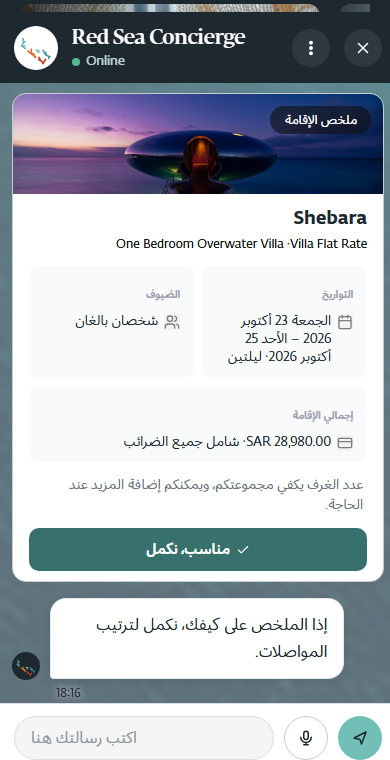 Red Sea Concierge
Online
ملخص الإقامة
Shebara
One Bedroom Overwater Villa ·Villa Flat Rate
التواريخ
الجمعة 23 أكتوبر
2026 – الأحد 25
أكتوبر 2026· ليلتين
الضيوف
شخصان بالغان
إجمالي الإقامة
SAR 28,980.00· شامل جميع الضرائب
عدد الغرف يكفي مجموعتكم، ويمكنكم إضافة المزيد عند
الحاجة.
مناسب، نكمل
إذا الملخص على كيفك، نكمل لترتيب
المواصلات.
18:16
اكتب رسالتك هنا